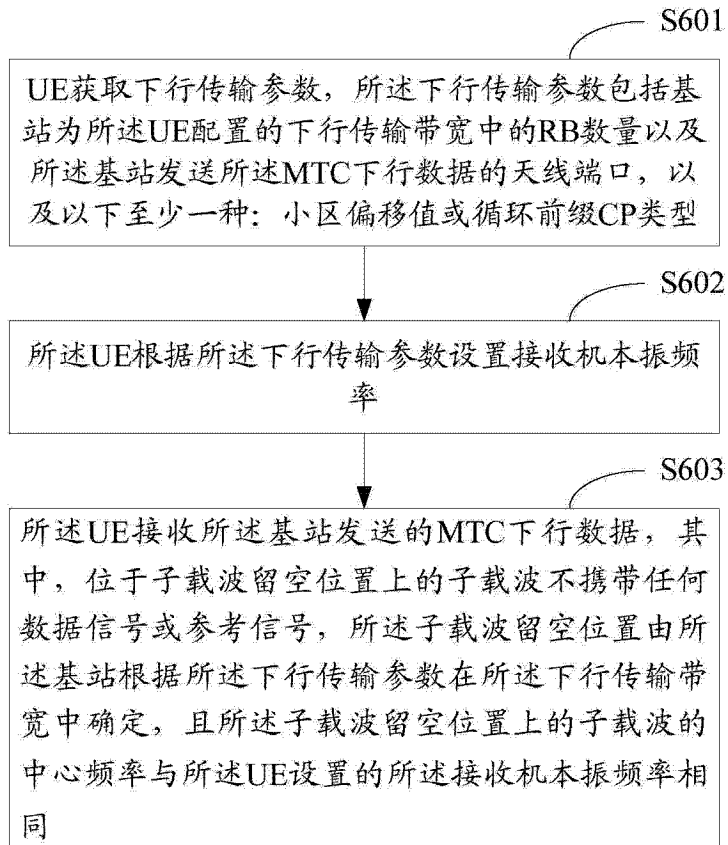 S601
UE获取下行传输参数，所述下行传输参数包括基
站为所述UE配置的下行传输带宽中的RB数量以及
所述基站发送所述MTC下行数据的天线端口，以
及以下至少一种：小区偏移值或循环前缀CP类型
S602
所述UE根据所述下行传输参数设置接收机本振频
率
S603
所述UE接收所述基站发送的MTC下行数据，其
中，位于子载波留空位置上的子载波不携带任何
数据信号或参考信号，所述子载波留空位置由所
述基站根据所述下行传输参数在所述下行传输带
宽中确定，且所述子载波留空位置上的子载波的
中心频率与所述UE设置的所述接收机本振频率相
同